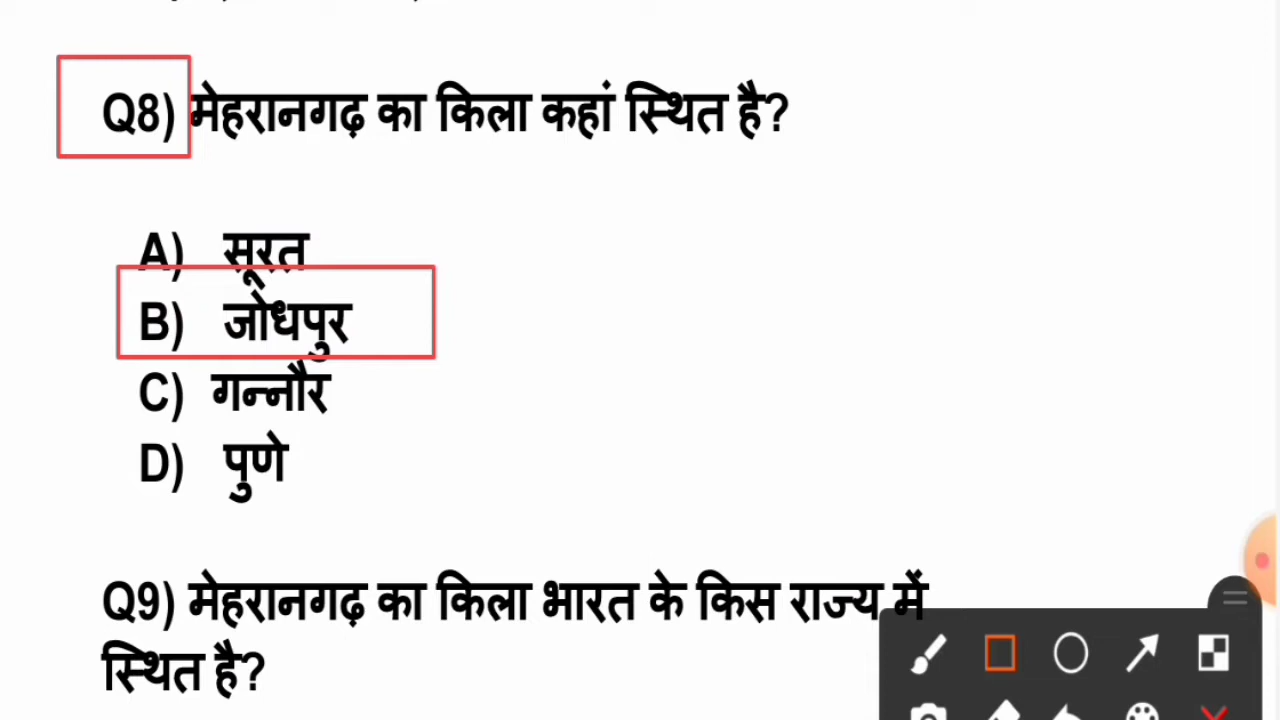 Q8) मेहरानगढ़ का किला कहां स्थित है?
A) सूरत
B) जोधपुर
C) गन्नौर
D) पुणे
Q9) मेहरानगढ़ का किला भारत के किस राज्य में
स्थित है?